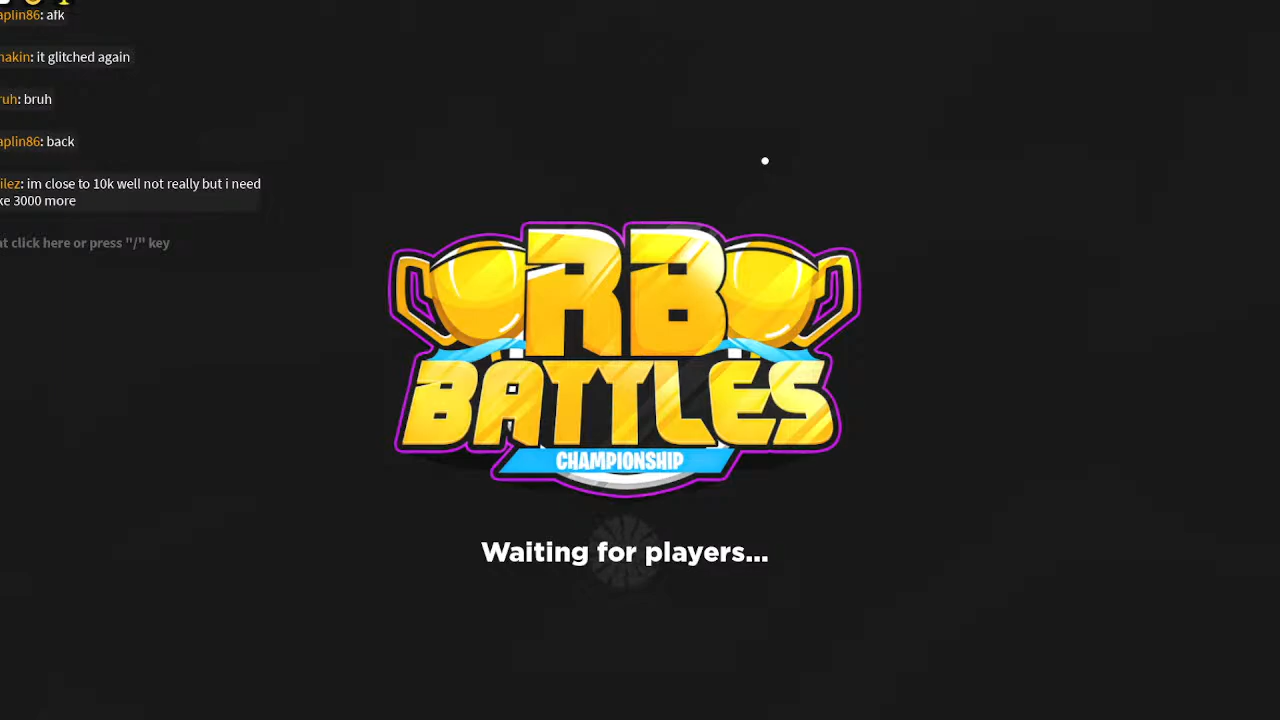 aplin86: afk
nakin: it glitched again
ruh: bruh
aplin86: back
ilez: im close to 10k well not really but i need
ke 3000 more
at click here or press "/" key
RB
BATTLES
CHAMPIONSHIP
Waiting for players...